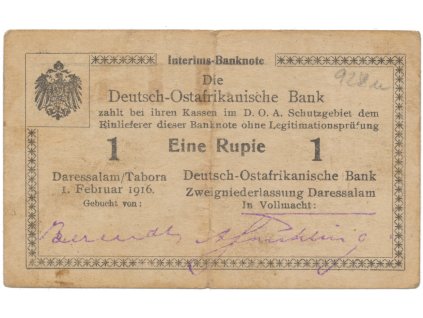 Interims-Banknote
928
Die
Deutsch-Ostafrikanische Bank
zahlt bei ihren Kassen im D. O. A. Schutzgebiet dem
Einlieferer dieser Banknote ohne Legitimationsprüfung
1 Eine Rupie 1
Daressalam/Tabora
1. Februar 1916.
Gebucht von:
Deutsch-Ostafrikanische Bank
Zweigniederlassung Daressalam
In Vollmacht: